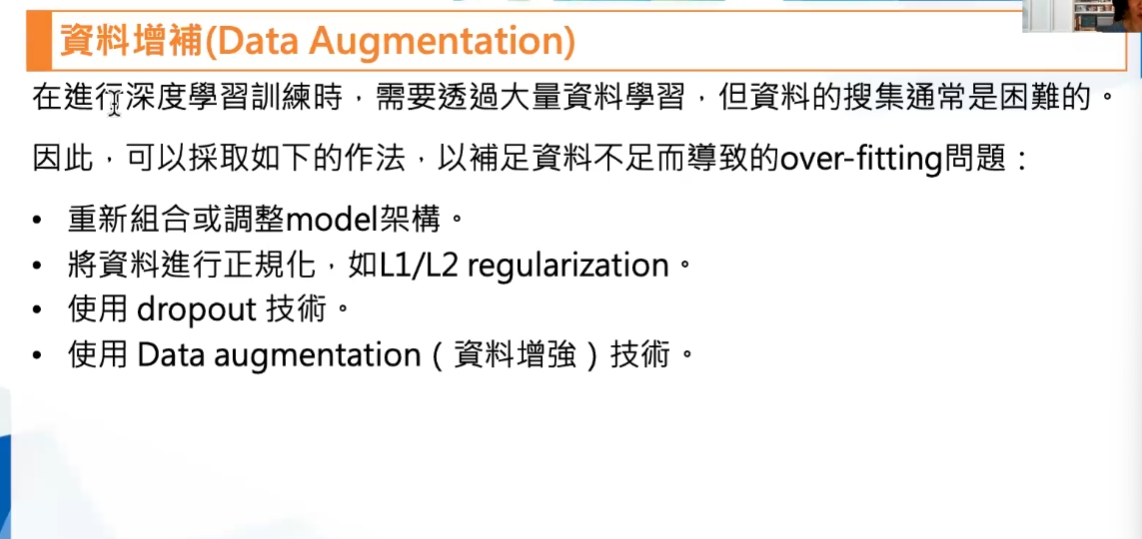 資料增補(Data Augmentation)
在進行深度學習訓練時，需要透過大量資料學習，但資料的搜集通常是困難的。
因此，可以採取如下的作法，以補足資料不足而導致的over-fitting問題：
• 重新組合或調整model架構。
• 將資料進行正規化，如L1/L2 regularization。
• 使用 dropout 技術。
• 使用 Data augmentation（資料增強）技術。